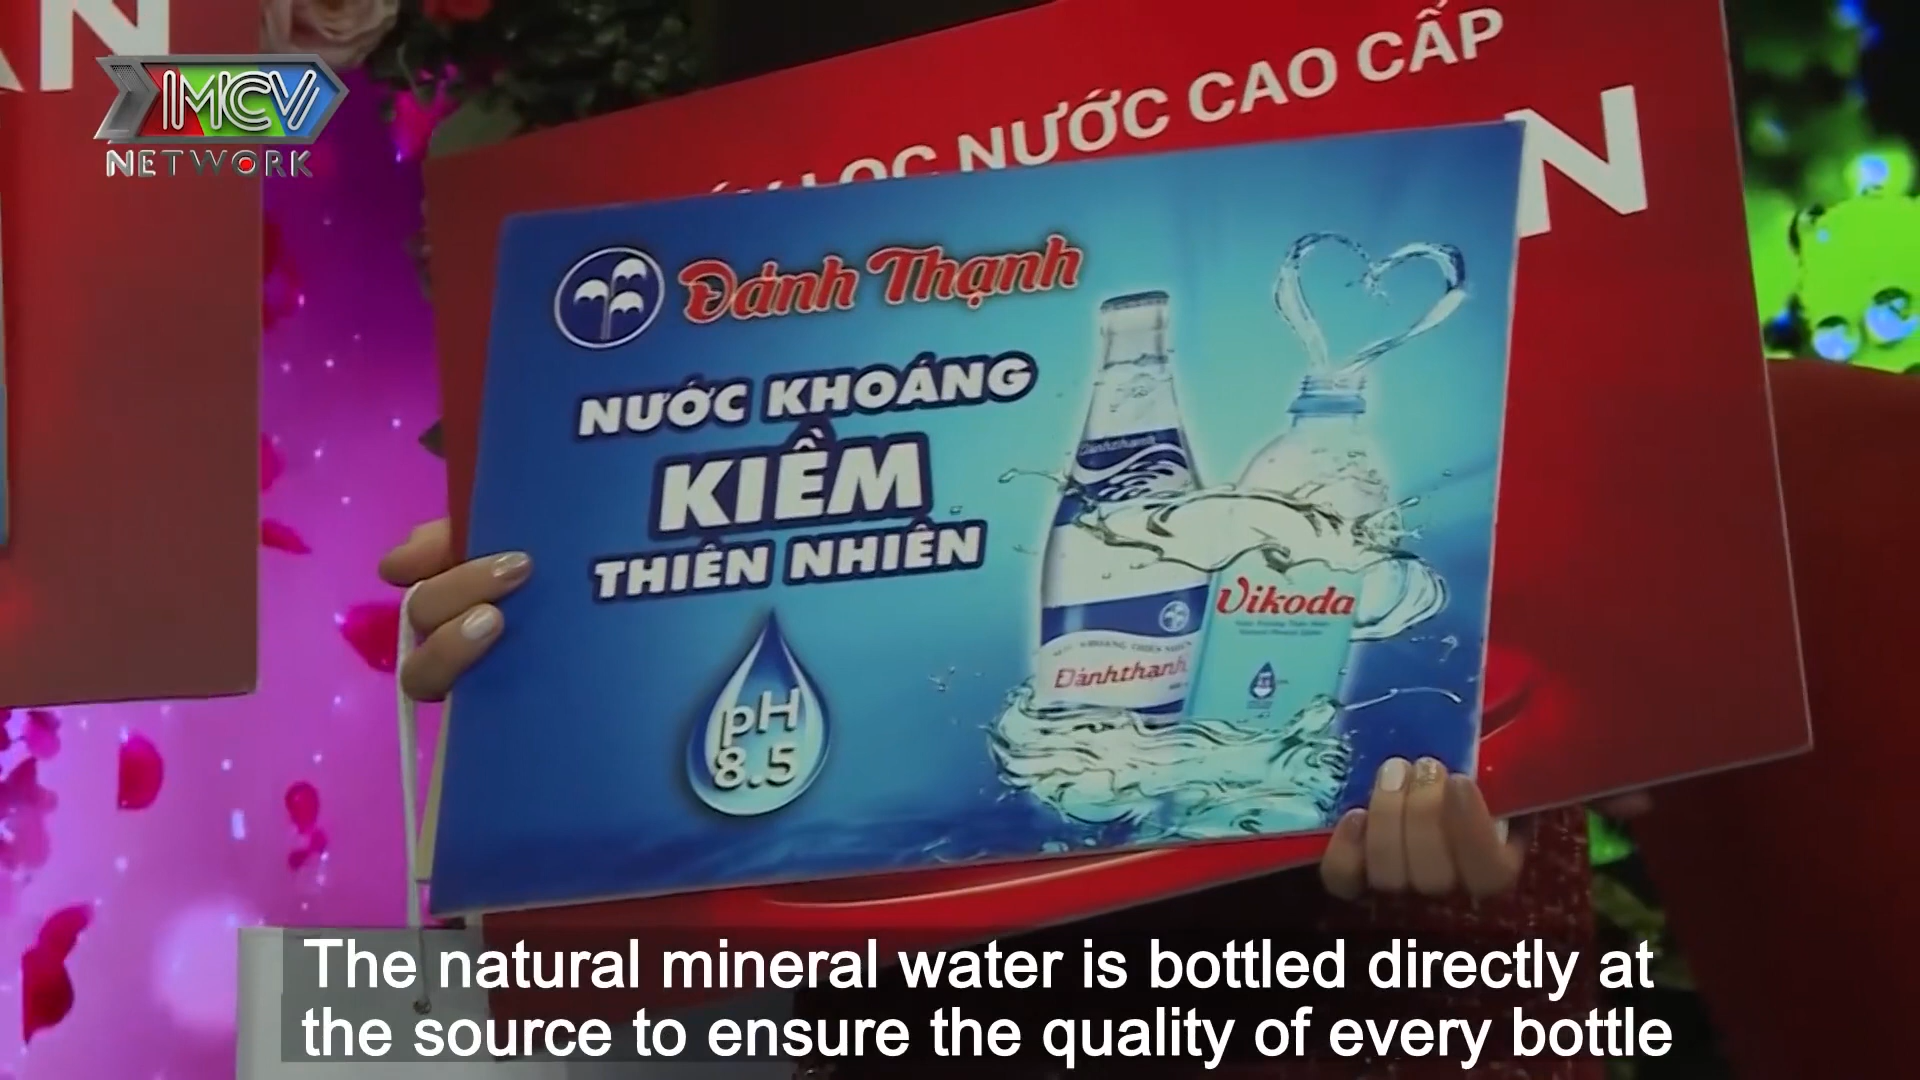 MCV
NETWORK
LỌC NƯỚC CAO CẤP
N
Đảnh Thạnh
NƯỚC KHOÁNG
KIỀM
THIÊN NHIÊN
pH
8.5
Đảnhthạnh
Vikoda
The natural mineral water is bottled directly at
the source to ensure the quality of every bottle